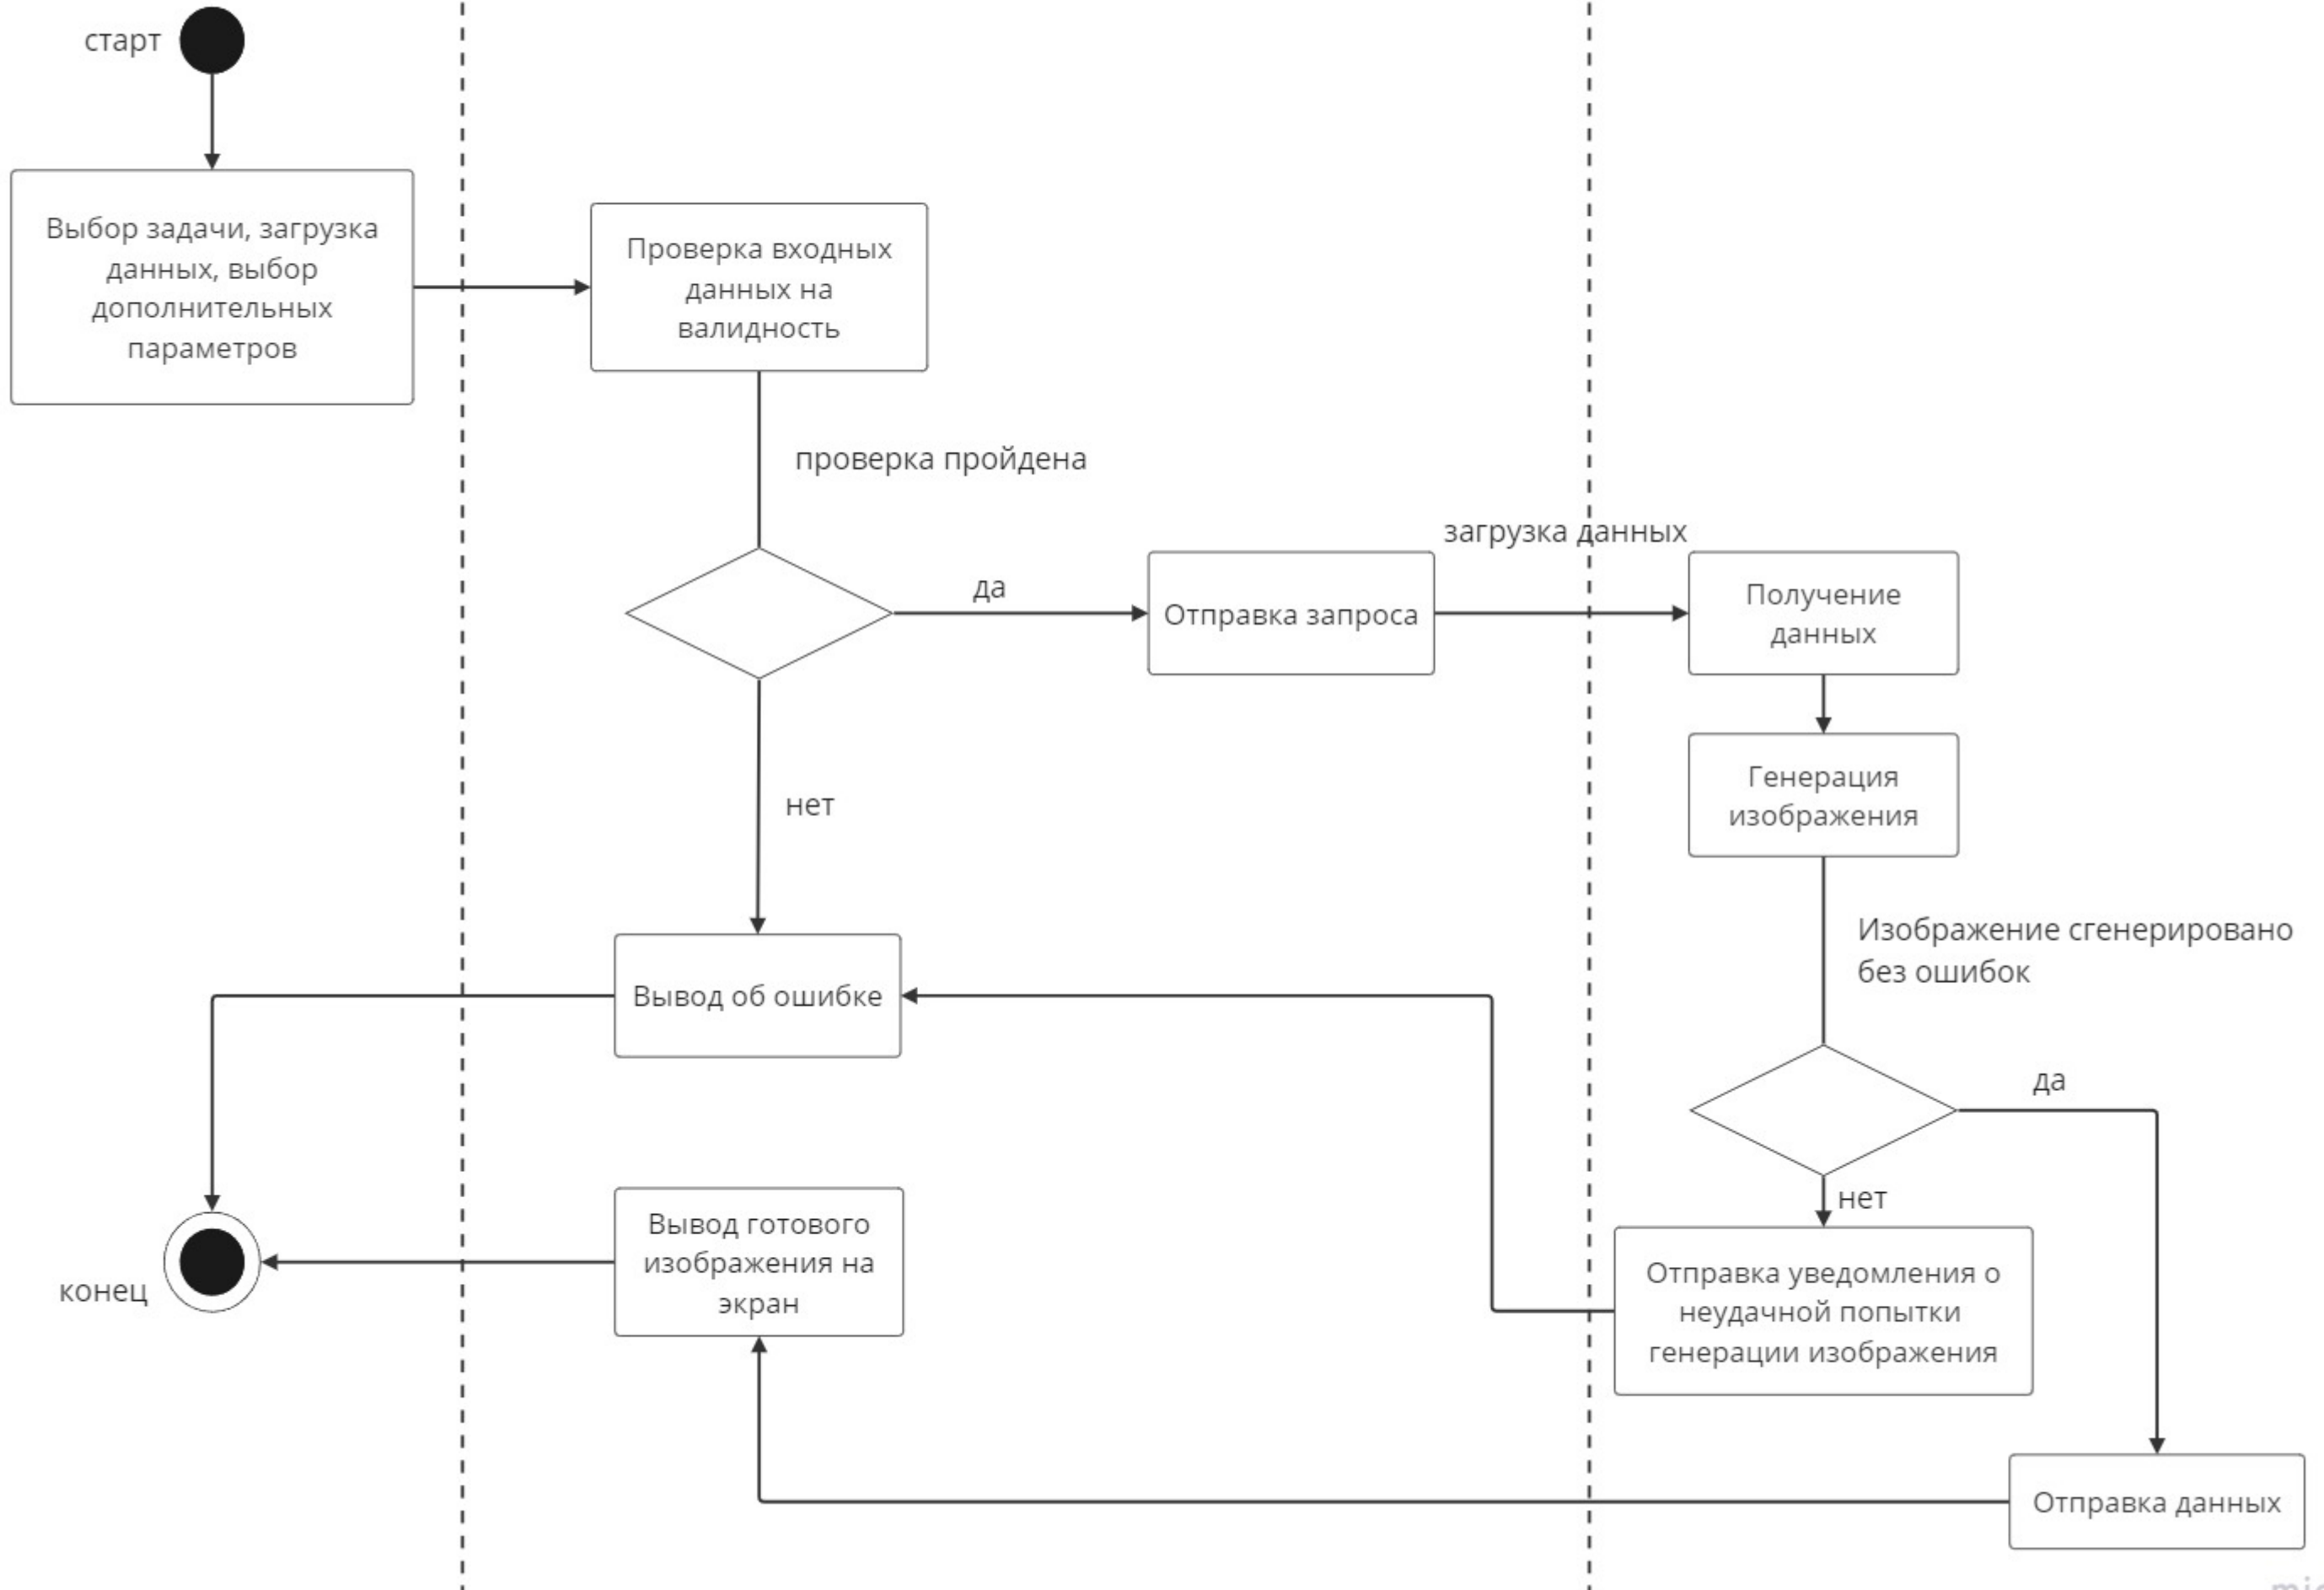 старт
Выбор задачи, загрузка
данных, выбор
дополнительных
параметров
Проверка входных
данных на
валидность
проверка пройдена
да
Отправка запроса
загрузка данных
Получение
данных
Генерация
изображения
нет
Изображение сгенерировано
без ошибок
Вывод об ошибке
да
нет
Вывод готового
изображения на
экран
Отправка уведомления о
неудачной попытки
генерации изображения
конец
Отправка данных